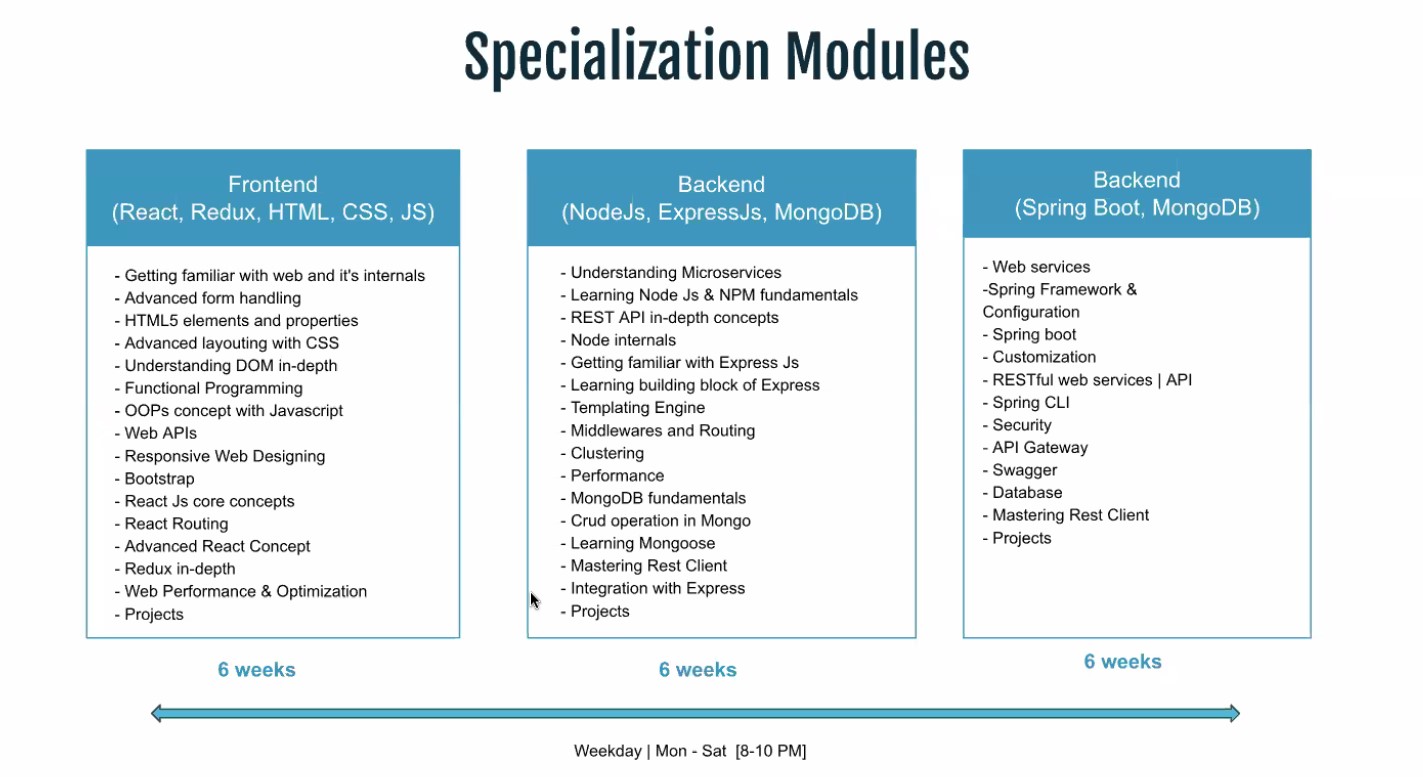 Specialization Modules
Frontend
(React, Redux, HTML, CSS, JS)
- Getting familiar with web and it's internals
- Advanced form handling
- HTML5 elements and properties
- Advanced layouting with CSS
- Understanding DOM in-depth
- Functional Programming
- OOPs concept with Javascript
- Web APIs
- Responsive Web Designing
- Bootstrap
- React Js core concepts
- React Routing
- Advanced React Concept
- Redux in-depth
- Web Performance & Optimization
- Projects
6 weeks
Backend
(NodeJs, ExpressJs, MongoDB)
- Understanding Microservices
- Learning Node Js & NPM fundamentals
- REST API in-depth concepts
- Node internals
- Getting familiar with Express Js
- Learning building block of Express
- Templating Engine
- Middlewares and Routing
- Clustering
- Performance
- MongoDB fundamentals
- Crud operation in Mongo
- Learning Mongoose
- Mastering Rest Client
- Integration with Express
- Projects
6 weeks
Backend
(Spring Boot, MongoDB)
- Web services
-Spring Framework &
Configuration
- Spring boot
- Customization
- RESTful web services | API
- Spring CLI
- Security
- API Gateway
- Swagger
- Database
- Mastering Rest Client
- Projects
6 weeks
Weekday | Mon - Sat [8-10 PM]